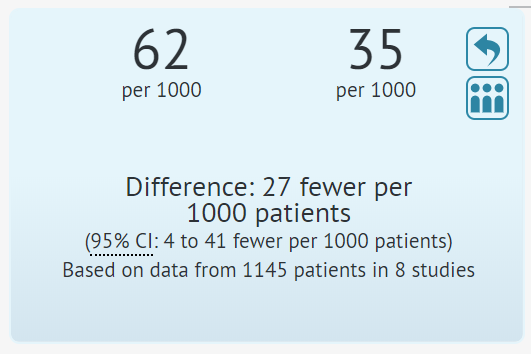 62 35
per 1000 per 1000
Difference: 27 fewer per
1000 patients
(95% CI: 4 to 41 fewer per 1000 patients)
Based on data from 1145 patients in 8 studies